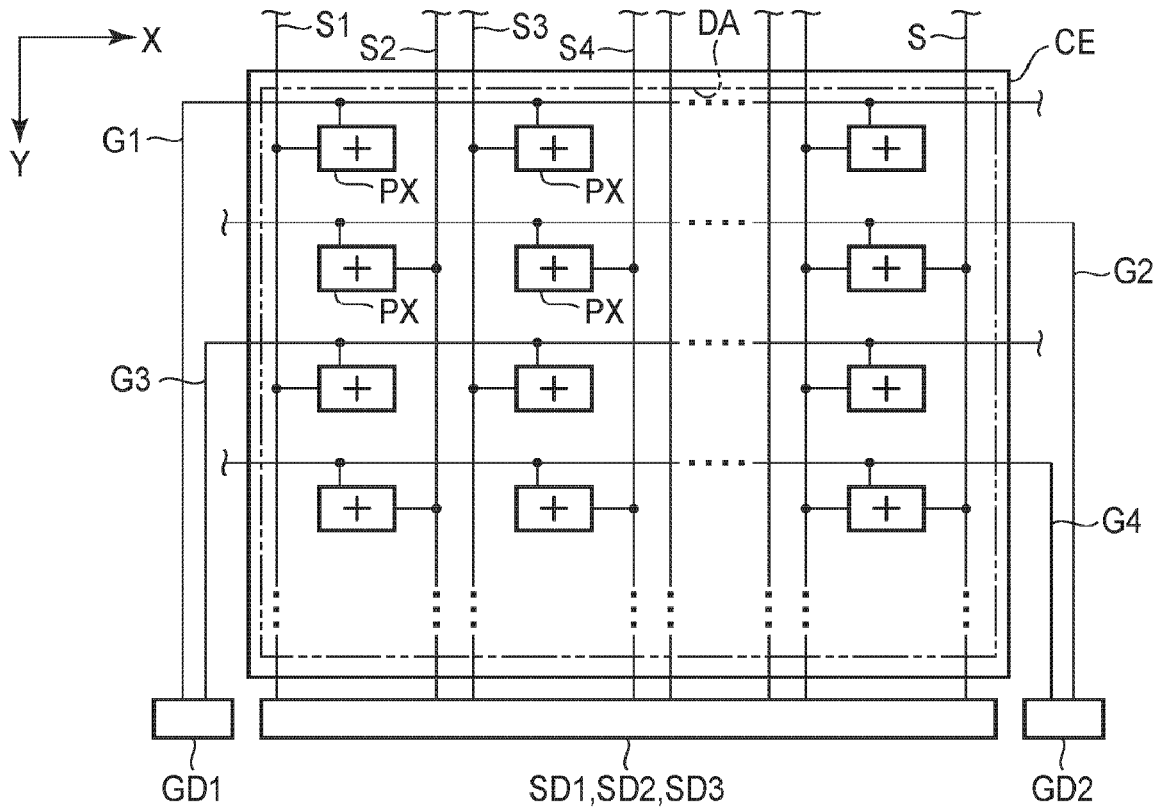 S1
S2
S3
S4
DA
S
CE
X
Y
G1
PX
PX
PX
PX
G2
G3
G4
GD1
SD1,SD2,SD3
GD2